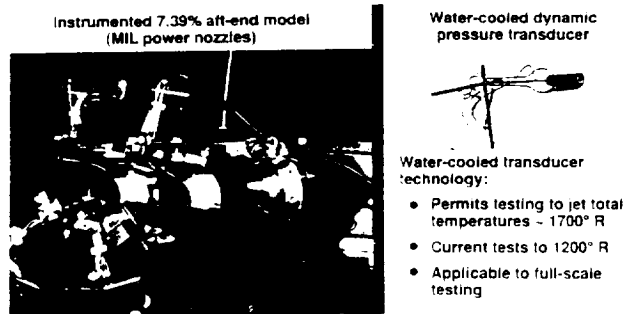 Instrumented 7.39% aft-end model
(MIL power nozzles)
Water-cooled dynamic
pressure transducer
Water-cooled transducer
technology:
• Permits testing to jet total
temperatures ~ 1700° R
• Current tests to 1200° R
• Applicable to full-scale
testing